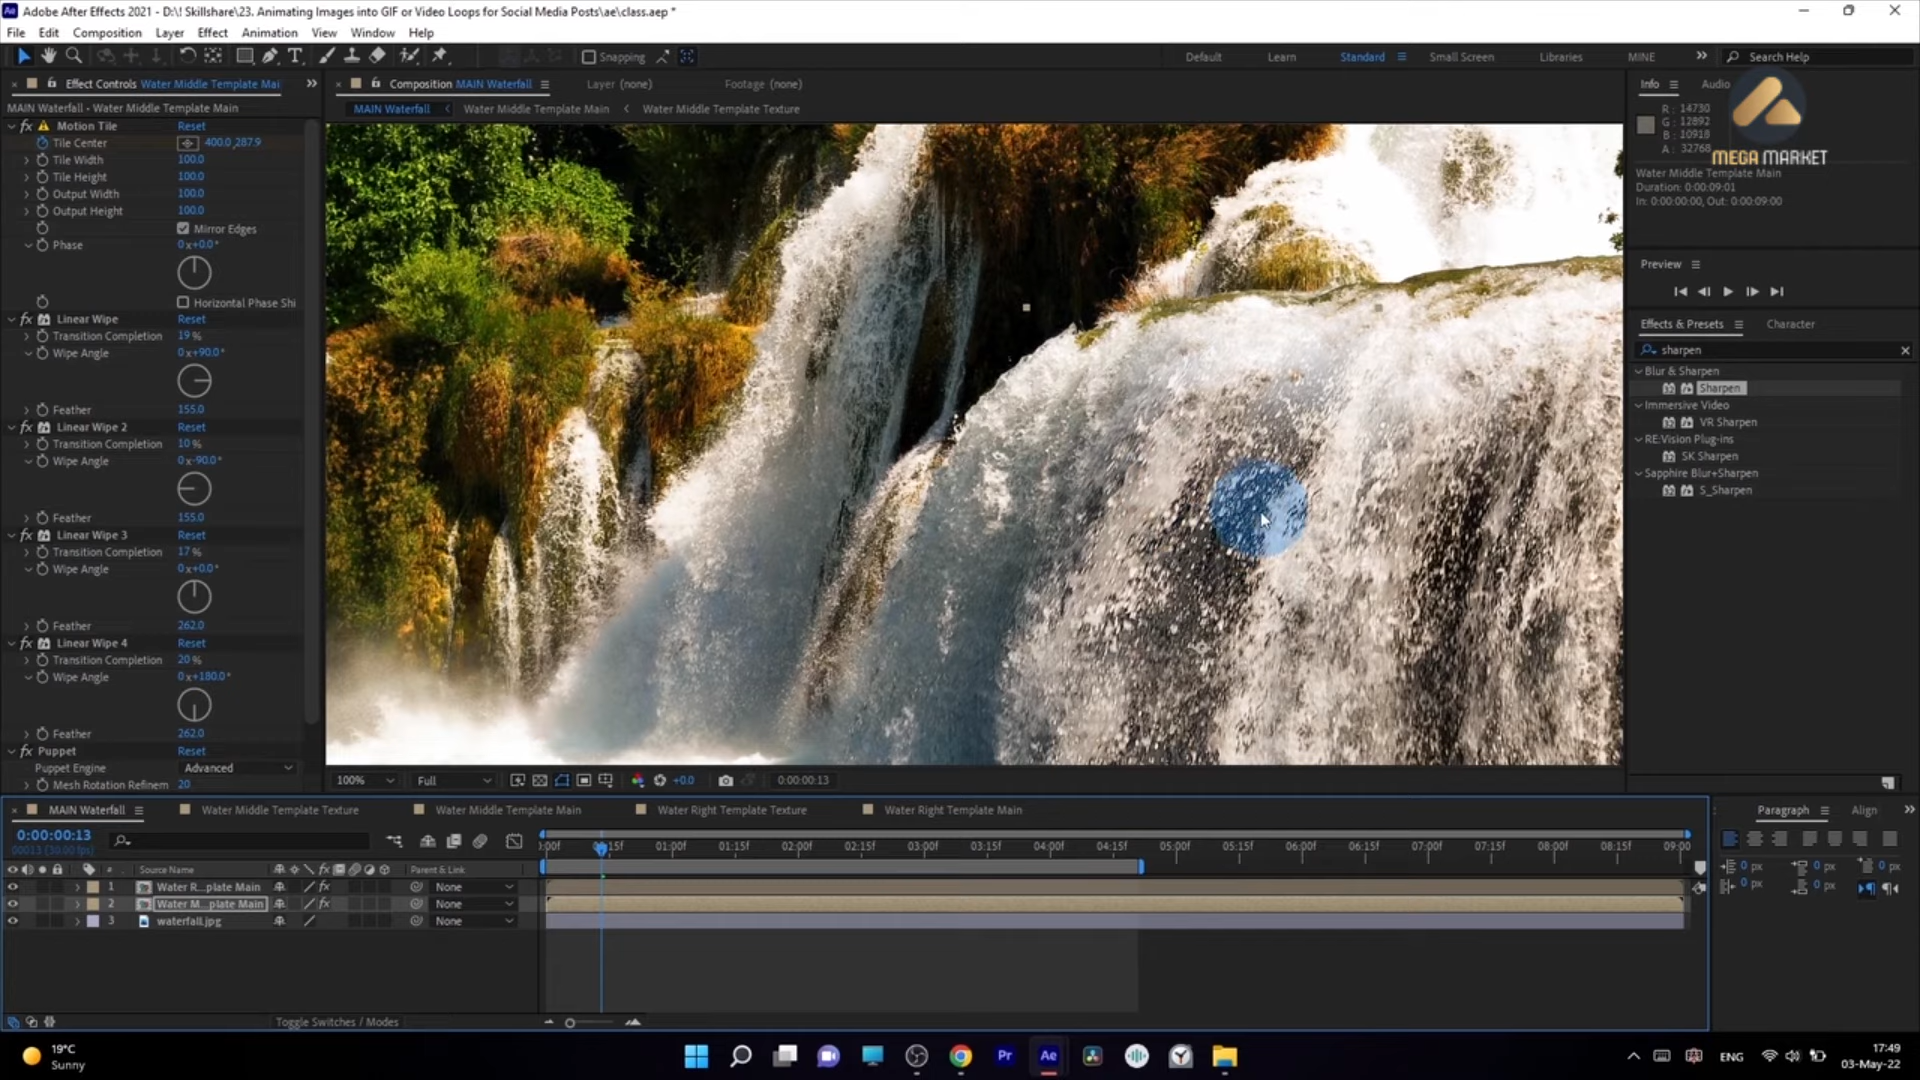 Adobe After Effects 2021 - D:\! Skillshare\23. Animating Images into GIF or Video Loops for Social Media Posts\ae\class.aep *
File Edit Composition Layer Effect Animation View Window Help
Snapping
Default Learn Standard Small Screen Libraries MINE Search Help
Effect Controls Water Middle Template Mai
Composition MAIN Waterfall
Layer (none)
Footage (none)
Info Audio
MAIN Waterfall - Water Middle Template Main
MAIN Waterfall Water Middle Template Main Water Middle Template Texture
R : 14730
G : 12892
B : 10918
A : 32768
MEGA MARKET
Water Middle Template Main
Duration: 0:00:09:01
In: 0:00:00:00, Out: 0:00:09:00
fx Motion Tile Reset
Tile Center 400.0,287.9
Tile Width 100.0
Tile Height 100.0
Output Width 100.0
Output Height 100.0
Mirror Edges
Phase 0x+0.0°
Horizontal Phase Shi
fx Linear Wipe Reset
Transition Completion 19 %
Wipe Angle 0x+90.0°
Feather 155.0
fx Linear Wipe 2 Reset
Transition Completion 10 %
Wipe Angle 0x-90.0°
Feather 155.0
fx Linear Wipe 3 Reset
Transition Completion 17 %
Wipe Angle 0x+0.0°
Feather 262.0
fx Linear Wipe 4 Reset
Transition Completion 20 %
Wipe Angle 0x+180.0°
Feather 262.0
fx Puppet Reset
Puppet Engine Advanced
Mesh Rotation Refinem 20
Preview
Effects & Presets Character
sharpen
Blur & Sharpen
Sharpen
Immersive Video
VR Sharpen
RE:Vision Plug-ins
SK Sharpen
Sapphire Blur+Sharpen
S_Sharpen
100% Full +0.0 0:00:00:13
MAIN Waterfall Water Middle Template Texture Water Middle Template Main Water Right Template Texture Water Right Template Main
Paragraph Align
0:00:00:13
00013 (30.00 fps)
:00f 00:15f 01:00f 01:15f 02:00f 02:15f 03:00f 03:15f 04:00f 04:15f 05:00f 05:15f 06:00f 06:15f 07:00f 07:15f 08:00f 08:15f 09:00
# Source Name fx Parent & Link
1 Water R...plate Main fx None
2 Water M...plate Main fx None
3 waterfall.jpg None
0 px 0 px 0 px
0 px 0 px
Toggle Switches / Modes
19°C
Sunny
Pr Ae
ENG
17:49
03-May-22